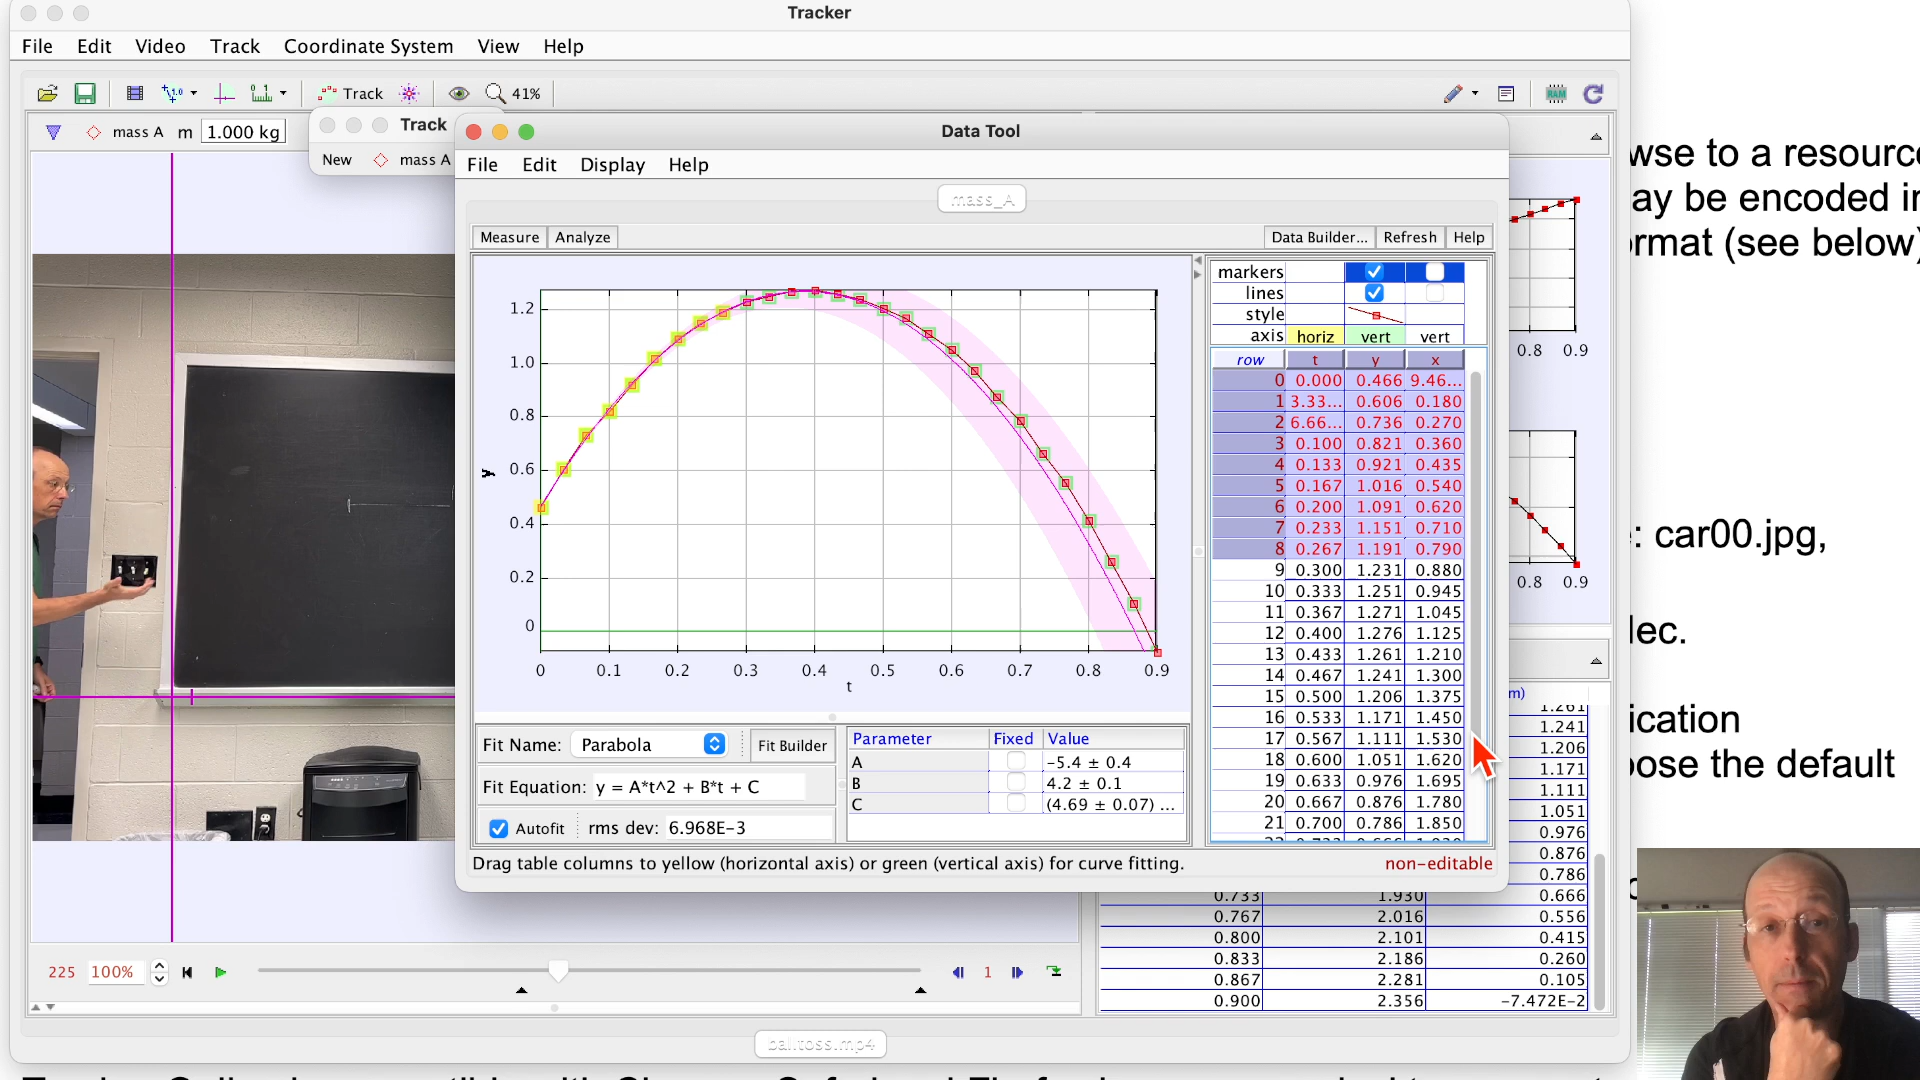 Tracker
File Edit Video Track Coordinate System View Help
Track 41%
mass A m 1.000 kg
Track
New mass A
Data Tool
File Edit Display Help
mass_A
Measure Analyze Data Builder... Refresh Help
1.2
1.0
0.8
0.6
0.4
0.2
0
y
0 0.1 0.2 0.3 0.4 0.5 0.6 0.7 0.8 0.9
t
markers
lines
style
axis horiz vert vert
row t y x
0 0.000 0.466 9.46...
1 3.33... 0.606 0.180
2 6.66... 0.736 0.270
3 0.100 0.821 0.360
4 0.133 0.921 0.435
5 0.167 1.016 0.540
6 0.200 1.091 0.620
7 0.233 1.151 0.710
8 0.267 1.191 0.790
9 0.300 1.231 0.880
10 0.333 1.251 0.945
11 0.367 1.271 1.045
12 0.400 1.276 1.125
13 0.433 1.261 1.210
14 0.467 1.241 1.300
15 0.500 1.206 1.375
16 0.533 1.171 1.450
17 0.567 1.111 1.530
18 0.600 1.051 1.620
19 0.633 0.976 1.695
20 0.667 0.876 1.780
21 0.700 0.786 1.850
Fit Name: Parabola Fit Builder
Fit Equation: y = A*t^2 + B*t + C
Autofit rms dev: 6.968E-3
Parameter Fixed Value
A -5.4 ± 0.4
B 4.2 ± 0.1
C (4.69 ± 0.07) ...
Drag table columns to yellow (horizontal axis) or green (vertical axis) for curve fitting. non-editable
0.8 0.9
0.8 0.9
m)
1.261
1.241
1.206
1.171
1.111
1.051
0.976
0.876
0.786
0.733 1.930 0.666
0.767 2.016 0.556
0.800 2.101 0.415
0.833 2.186 0.260
0.867 2.281 0.105
0.900 2.356 -7.472E-2
225 100% 1
balltoss.mp4
wse to a resourc
ay be encoded in
rmat (see below)
: car00.jpg,
lec.
ication
ose the default